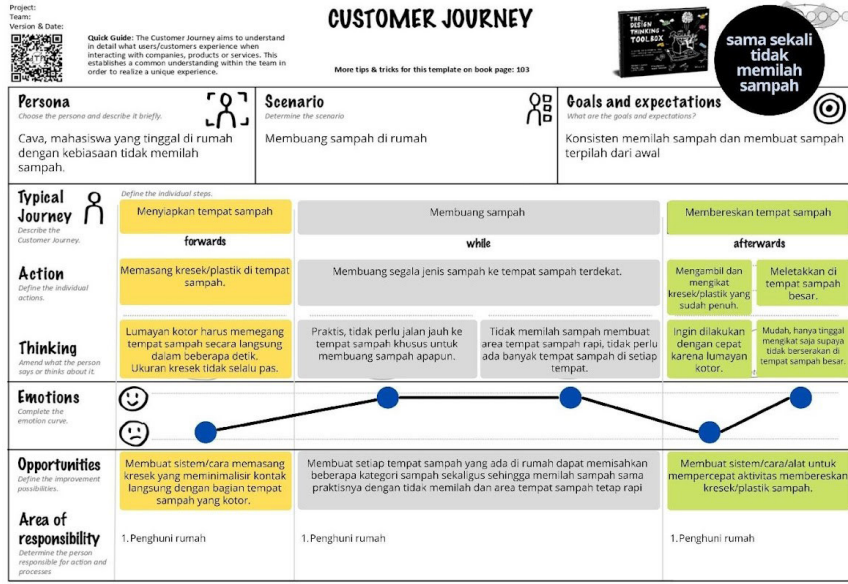 Project:
Team:
Version & Date:
Quick Guide: The Customer Journey aims to understand
in detail what users/customers experience when
interacting with companies, products or services. This
establishes a common understanding within the team in
order to realize a unique experience.
CUSTOMER JOURNEY
More tips & tricks for this template on book page: 103
THE
DESIGN
THINKING
TOOLBOX
sama sekali
tidak
memilah
sampah
Persona
Choose the persona and describe it briefly.
Cava, mahasiswa yang tinggal di rumah
dengan kebiasaan tidak memilah
sampah.
Scenario
Determine the scenario
Membuang sampah di rumah
Goals and expectations
What are the goals and expectations?
Konsisten memilah sampah dan membuat sampah
terpilah dari awal
Typical
Journey
Describe the
Customer Journey.
Define the individual steps.
Menyiapkan tempat sampah
Membuang sampah
Membereskan tempat sampah
forwards
while
afterwards
Action
Define the individual
actions.
Memasang kresek/plastik di tempat
sampah.
Membuang segala jenis sampah ke tempat sampah terdekat.
Mengambil dan
mengikat
kresek/plastik yang
sudah penuh.
Meletakkan di
tempat sampah
besar.
Thinking
Amend what the person
says or thinks about it.
Lumayan kotor harus memegang
tempat sampah secara langsung
dalam beberapa detik.
Ukuran kresek tidak selalu pas.
Praktis, tidak perlu jalan jauh ke
tempat sampah khusus untuk
membuang sampah apapun.
Tidak memilah sampah membuat
area tempat sampah rapi, tidak perlu
ada banyak tempat sampah di setiap
tempat.
Ingin dilakukan
dengan cepat
karena lumayan
kotor.
Mudah, hanya tinggal
mengikat saja supaya
tidak berserakan di
tempat sampah besar.
Emotions
Complete the
emotion curve.
Opportunities
Define the improvement
possibilities.
Membuat sistem/cara memasang
kresek yang meminimalisir kontak
langsung dengan bagian tempat
sampah yang kotor.
Membuat setiap tempat sampah yang ada di rumah dapat memisahkan
beberapa kategori sampah sekaligus sehingga memilah sampah sama
praktisnya dengan tidak memilah dan area tempat sampah tetap rapi
Membuat sistem/cara/alat untuk
mempercepat aktivitas membereskan
kresek/plastik sampah.
Area of
responsibility
Determine the person
responsible for action and
processes
1.Penghuni rumah
1.Penghuni rumah
1.Penghuni rumah